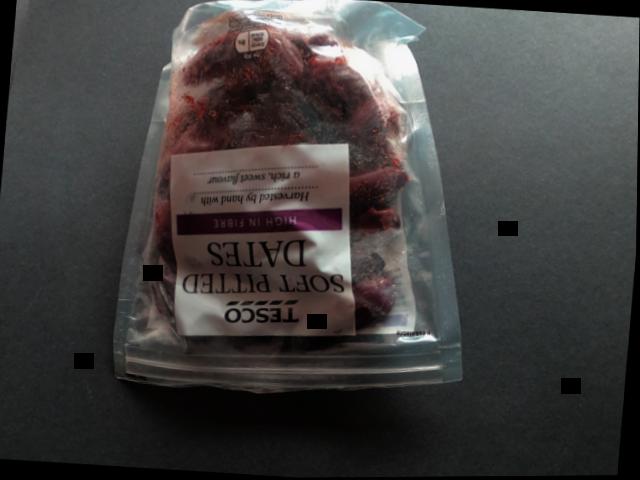 TESCO
SOFT PITTED
DATES
HIGH IN FIBRE
Harvested by hand with
a rich, sweet flavour